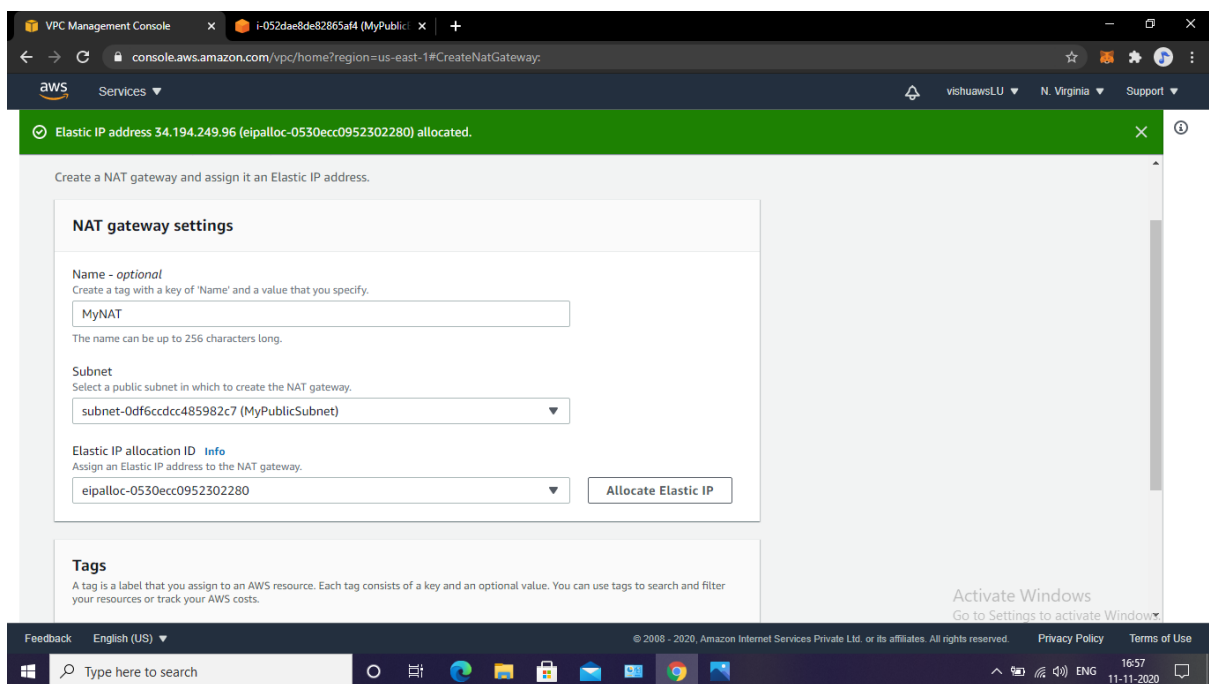 VPC Management Console
i-052dae8de82865af4 (MyPublic
console.aws.amazon.com/vpc/home?region=us-east-1#CreateNatGateway:
aws
Services
vishuawsLU
N. Virginia
Support
Elastic IP address 34.194.249.96 (eipalloc-0530ecc0952302280) allocated.
Create a NAT gateway and assign it an Elastic IP address.
NAT gateway settings
Name - optional
Create a tag with a key of 'Name' and a value that you specify.
MyNAT
The name can be up to 256 characters long.
Subnet
Select a public subnet in which to create the NAT gateway.
subnet-0df6ccdcc485982c7 (MyPublicSubnet)
Elastic IP allocation ID Info
Assign an Elastic IP address to the NAT gateway.
eipalloc-0530ecc0952302280
Allocate Elastic IP
Tags
A tag is a label that you assign to an AWS resource. Each tag consists of a key and an optional value. You can use tags to search and filter
your resources or track your AWS costs.
Activate Windows
Go to Settings to activate Windows.
Feedback
English (US)
© 2008 - 2020, Amazon Internet Services Private Ltd. or its affiliates. All rights reserved.
Privacy Policy
Terms of Use
Type here to search
ENG
16:57
11-11-2020